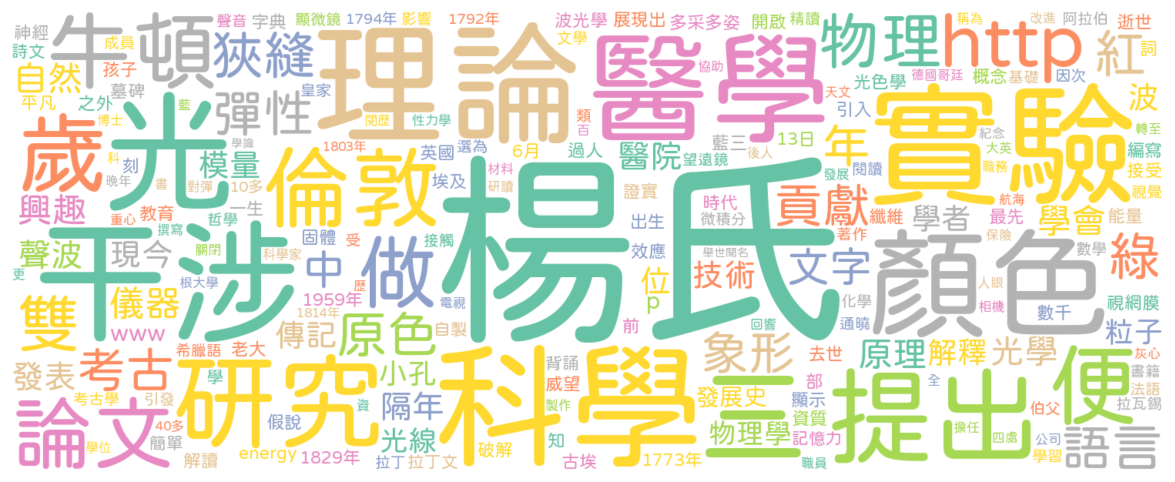 神經 成員 聲音 字典 顯微鏡 1794年 影響 1792年 波光學 展現出 多采多姿 開啟 精讀 稱為 改進 阿拉伯 逝世
詩文 牛頓 狹縫 理論 醫學 文學 協助 物理 http 紅 詞
自然 孩子 皇家 光色學 德國哥廷 概念 基礎 因次
平凡 之外 墓碑 彈性 閱歷 性力學 類 天文 引入 波
歲 博士 藍 光 科 刻 模量 學識 1803年 英國 選為 6月 過人 醫院 望遠鏡 百 藍三 13日 後人 年 實驗 紀念 轉至 大英 編寫
晚年 書 對彈 10多 倫敦 埃及 材料 研讀 楊氏 證實 時代 微積分 發展 貢獻 閱讀 纖維 最先 職務 航海 接受 視覺
興趣 重心 教育 撰寫 哲學 一生 出生 著作 學者 學會 能量
聲波 現今 關閉 固體 科學家 受 接觸 做 效應 舉世聞名 文字 顏色 保險 數學 綠
更 干涉 根大學 中 歷 電視 位 技術 化學 人眼 相機 視網膜
雙 儀器 1959年 1814年 自製 p 前 回響 通曉 數千 粒子
www 傳記 原色 背誦 象形 去世 原理 解釋 光學 灰心
發表 考古 希臘語 老大 學 小孔 威望 發展史 部 顯示 便 書籍
考古學 引發 研究 資 隔年 科學 製作 三 資質 提出 全 法語 拉瓦錫
論文 40多 簡單 假說 光線 破解 知 物理學 記憶力 伯父 擔任 四處 公司 語言
學位 解讀 energy 1829年 拉丁 拉丁文 古埃 1773年 職員 學習